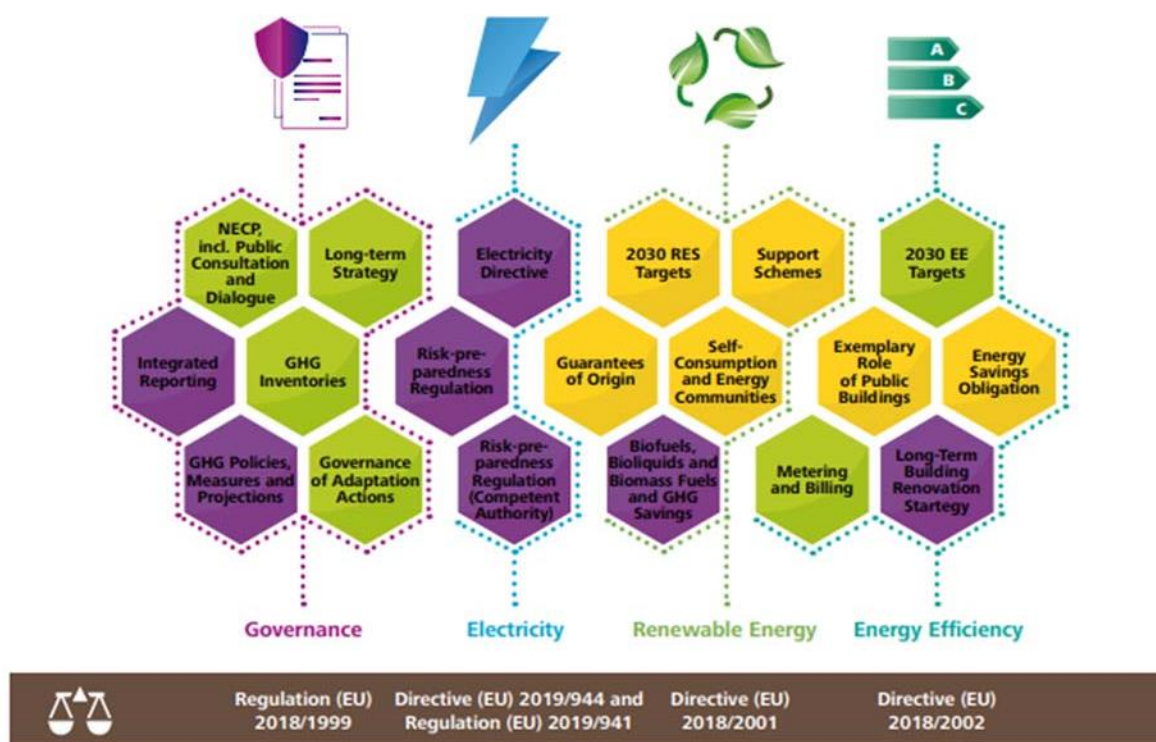 A
B
C
NECP,
incl. Public
Consultation
and
Dialogue
Long-term
Strategy
Electricity
Directive
2030 RES
Targets
Support
Schemes
2030 EE
Targets
Integrated
Reporting
GHG
Inventories
Risk-pre-
paredness
Regulation
Guarantees
of Origin
Self-
Consumption
and Energy
Communities
Exemplary
Role
of Public
Buildings
Energy
Savings
Obligation
GHG Policies,
Measures and
Projections
Governance
of Adaptation
Actions
Risk-pre-
paredness
Regulation
(Competent
Authority)
Biofuels,
Bioliquids and
Biomass Fuels
and GHG
Savings
Metering
and Billing
Long-Term
Building
Renovation
Startegy
Governance
Electricity
Renewable Energy
Energy Efficiency
Regulation (EU)
2018/1999
Directive (EU) 2019/944 and
Regulation (EU) 2019/941
Directive (EU)
2018/2001
Directive (EU)
2018/2002